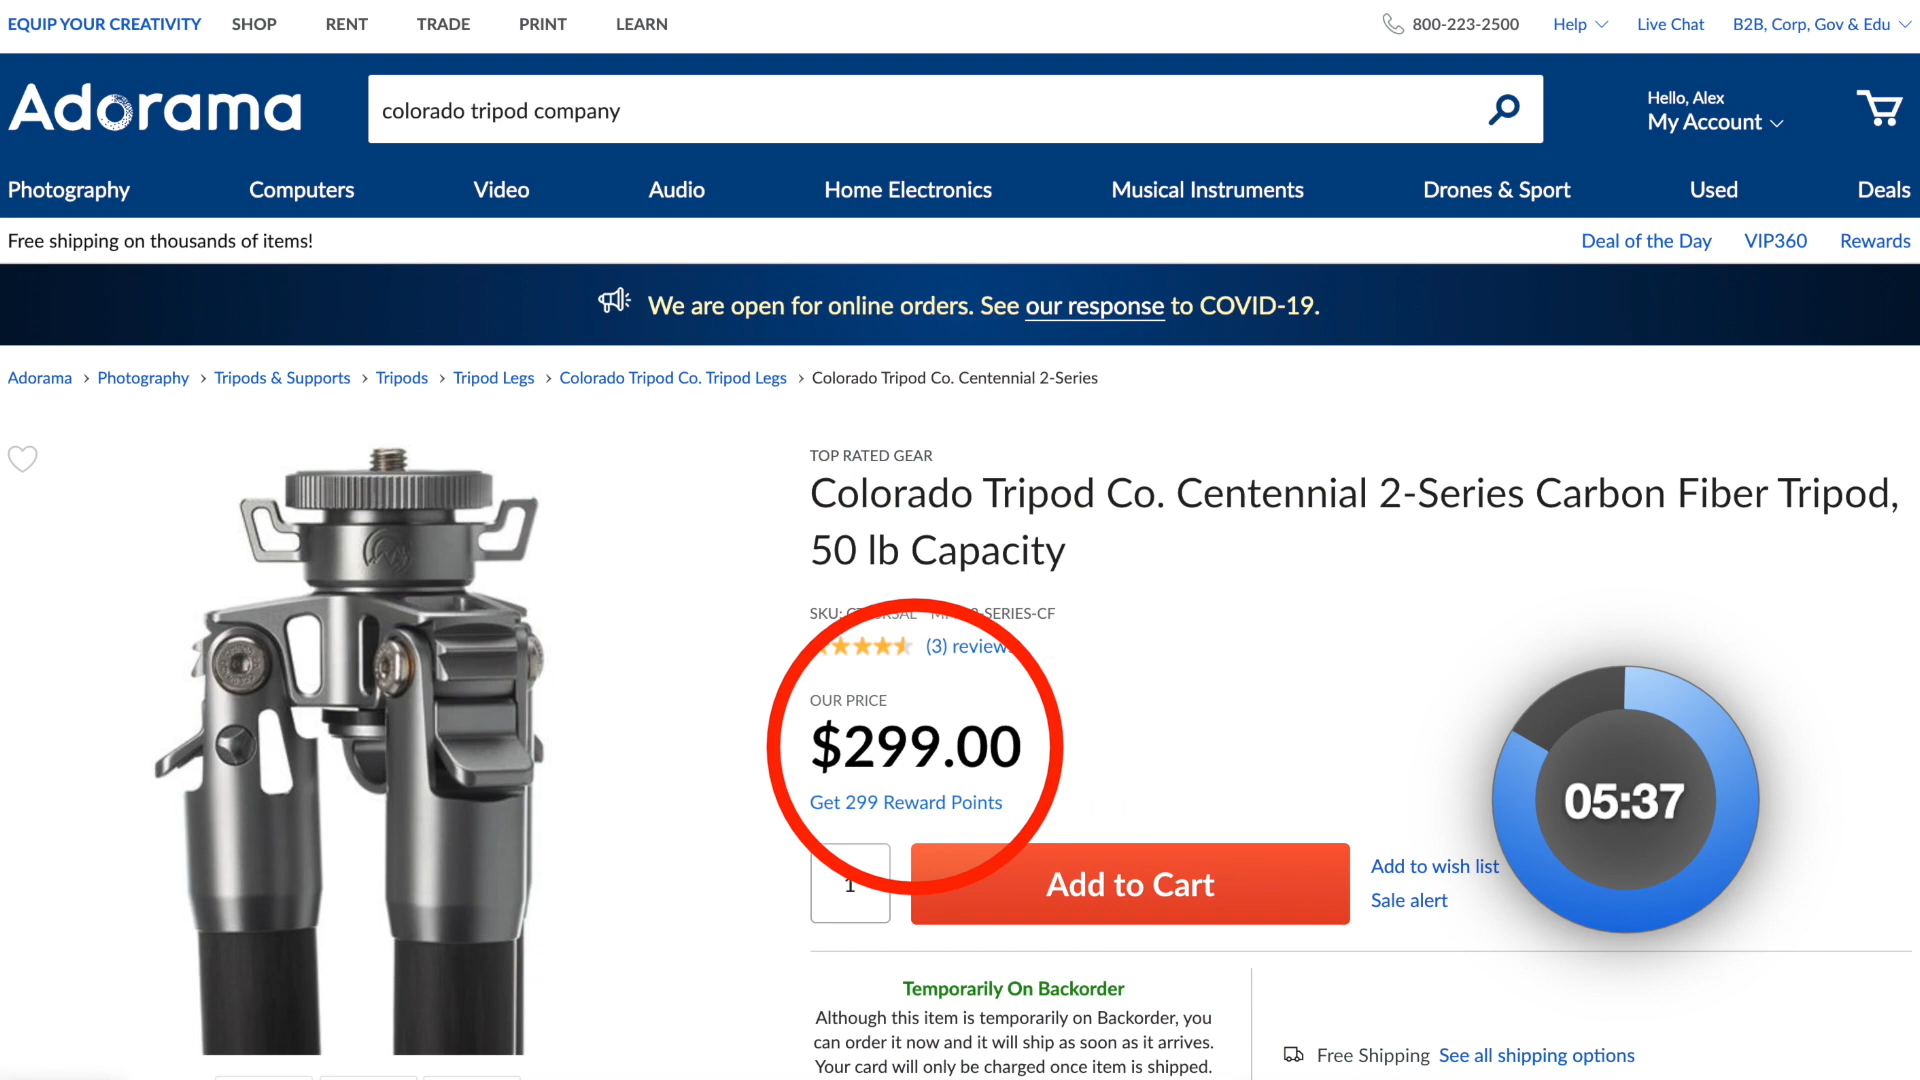 EQUIP YOUR CREATIVITY SHOP RENT TRADE PRINT LEARN 800-223-2500 Help Live Chat B2B, Corp, Gov & Edu
Adorama colorado tripod company Hello, Alex
My Account
Photography Computers Video Audio Home Electronics Musical Instruments Drones & Sport Used Deals
Free shipping on thousands of items! Deal of the Day VIP360 Rewards
We are open for online orders. See our response to COVID-19.
Adorama > Photography > Tripods & Supports > Tripods > Tripod Legs > Colorado Tripod Co. Tripod Legs > Colorado Tripod Co. Centennial 2-Series
TOP RATED GEAR
Colorado Tripod Co. Centennial 2-Series Carbon Fiber Tripod,
50 lb Capacity
SKU: -SERIES-CF
(3) reviews
OUR PRICE
$299.00
Get 299 Reward Points
05:37
1 Add to Cart Add to wish list
Sale alert
Temporarily On Backorder
Although this item is temporarily on Backorder, you
can order it now and it will ship as soon as it arrives.
Your card will only be charged once item is shipped.
Free Shipping See all shipping options